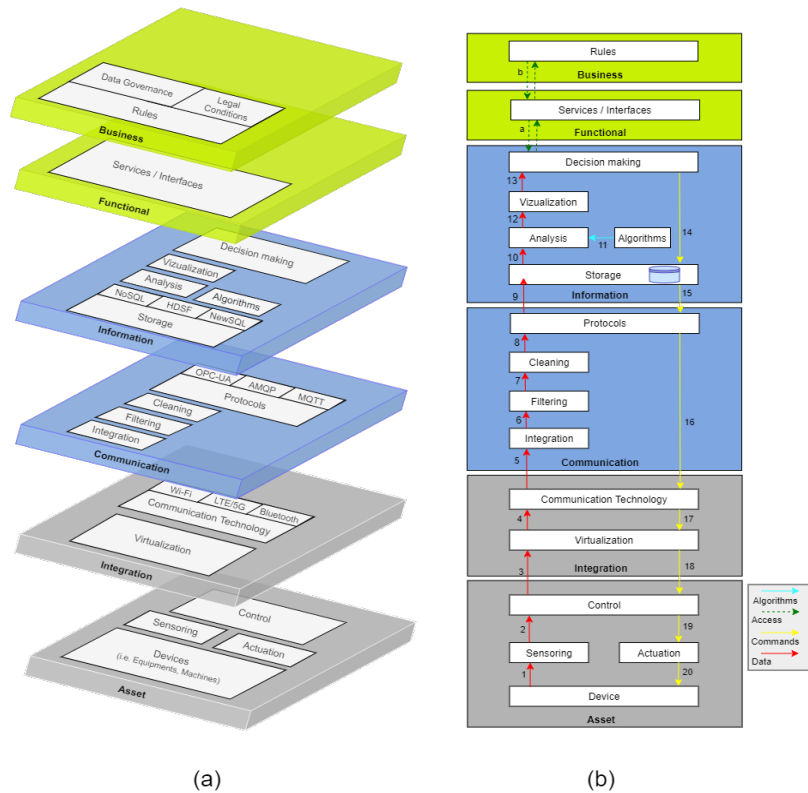 Data Governance
Legal
Conditions
Rules
Business
Services / Interfaces
Functional
Decision making
Vizualization
Analysis
Algorithms
NoSQL
HDSF
NewSQL
Storage
Information
OPC-UA
AMQP
MQTT
Protocols
Cleaning
Filtering
Integration
Communication
Wi-Fi
LTE/5G
Bluetooth
Communication Technology
Virtualization
Integration
Control
Sensoring
Actuation
Devices
(i.e. Equipments, Machines)
Asset
(a)
Rules
Business
b
Services / Interfaces
Functional
a
Decision making
13
Vizualization
12
14
Analysis
11
Algorithms
10
Storage
15
Information
9
Protocols
8
Cleaning
7
Filtering
6
16
Integration
5
Communication
Communication Technology
4
17
Virtualization
3
Integration
18
Control
2
19
Sensoring
Actuation
1
20
Device
Asset
Algorithms
Access
Commands
Data
(b)